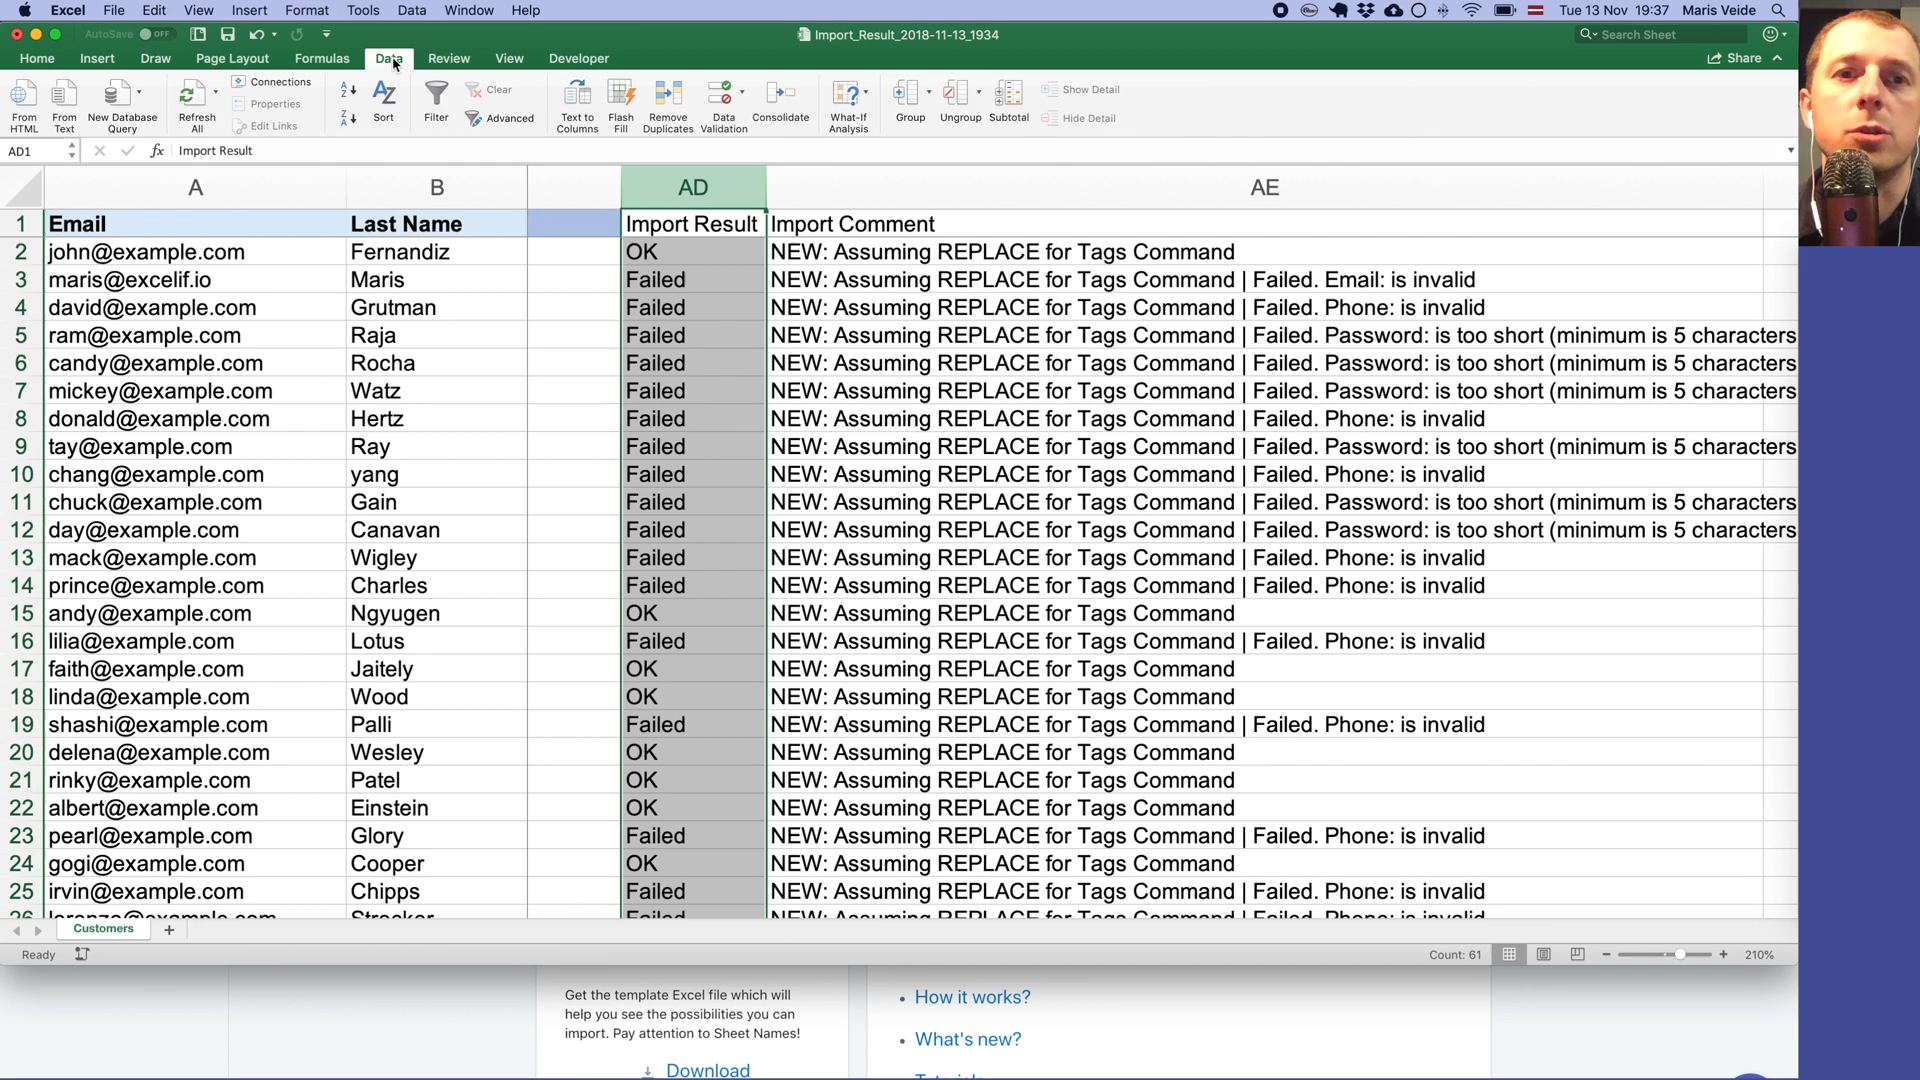 Excel File Edit View Insert Format Tools Data Window Help Tue 13 Nov 19:37 Maris Veide
AutoSave OFF Import_Result_2018-11-13_1934 Search Sheet
Home Insert Draw Page Layout Formulas Data Review View Developer Share
From HTML From Text New Database Query Refresh All Connections Properties Edit Links Sort Filter Clear Advanced Text to Columns Flash Fill Remove Duplicates Data Validation Consolidate What-If Analysis Group Ungroup Subtotal Show Detail Hide Detail
AD1 fx Import Result
A B AD AE
1 Email Last Name Import Result Import Comment
2 john@example.com Fernandiz OK NEW: Assuming REPLACE for Tags Command
3 maris@excelif.io Maris Failed NEW: Assuming REPLACE for Tags Command | Failed. Email: is invalid
4 david@example.com Grutman Failed NEW: Assuming REPLACE for Tags Command | Failed. Phone: is invalid
5 ram@example.com Raja Failed NEW: Assuming REPLACE for Tags Command | Failed. Password: is too short (minimum is 5 characters
6 candy@example.com Rocha Failed NEW: Assuming REPLACE for Tags Command | Failed. Password: is too short (minimum is 5 characters
7 mickey@example.com Watz Failed NEW: Assuming REPLACE for Tags Command | Failed. Password: is too short (minimum is 5 characters
8 donald@example.com Hertz Failed NEW: Assuming REPLACE for Tags Command | Failed. Phone: is invalid
9 tay@example.com Ray Failed NEW: Assuming REPLACE for Tags Command | Failed. Password: is too short (minimum is 5 characters
10 chang@example.com yang Failed NEW: Assuming REPLACE for Tags Command | Failed. Phone: is invalid
11 chuck@example.com Gain Failed NEW: Assuming REPLACE for Tags Command | Failed. Password: is too short (minimum is 5 characters
12 day@example.com Canavan Failed NEW: Assuming REPLACE for Tags Command | Failed. Password: is too short (minimum is 5 characters
13 mack@example.com Wigley Failed NEW: Assuming REPLACE for Tags Command | Failed. Phone: is invalid
14 prince@example.com Charles Failed NEW: Assuming REPLACE for Tags Command | Failed. Phone: is invalid
15 andy@example.com Ngyugen OK NEW: Assuming REPLACE for Tags Command
16 lilia@example.com Lotus Failed NEW: Assuming REPLACE for Tags Command | Failed. Phone: is invalid
17 faith@example.com Jaitely OK NEW: Assuming REPLACE for Tags Command
18 linda@example.com Wood OK NEW: Assuming REPLACE for Tags Command
19 shashi@example.com Palli Failed NEW: Assuming REPLACE for Tags Command | Failed. Phone: is invalid
20 delena@example.com Wesley OK NEW: Assuming REPLACE for Tags Command
21 rinky@example.com Patel OK NEW: Assuming REPLACE for Tags Command
22 albert@example.com Einstein OK NEW: Assuming REPLACE for Tags Command
23 pearl@example.com Glory Failed NEW: Assuming REPLACE for Tags Command | Failed. Phone: is invalid
24 gogi@example.com Cooper OK NEW: Assuming REPLACE for Tags Command
25 irvin@example.com Chipps Failed NEW: Assuming REPLACE for Tags Command | Failed. Phone: is invalid
26 Failed NEW: Assuming REPLACE for Tags Command | Failed. Phone: is invalid
Customers
Ready Count: 61 210%
Get the template Excel file which will
help you see the possibilities you can
import. Pay attention to Sheet Names!
Download
How it works?
What's new?